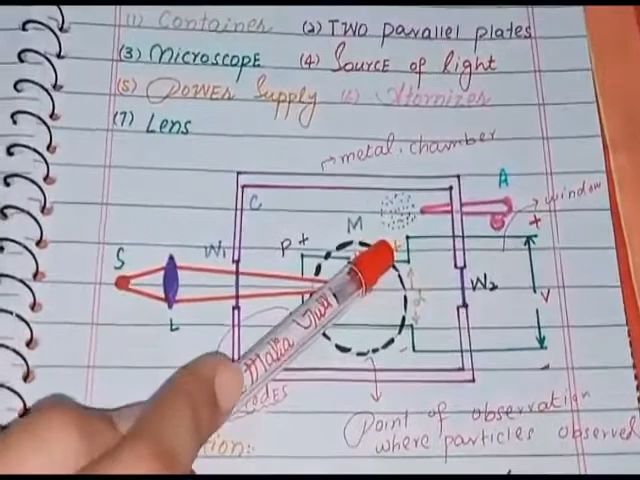 (1) Container (2) Two parallel plates
(3) Microscope (4) Source of light
(5) Power Supply (6) Atomizer
(7) Lens
metal chamber
A
window
C
M
W1
P+
+
S
d
V
W2
L
-
-
Point of observation
where particles observed